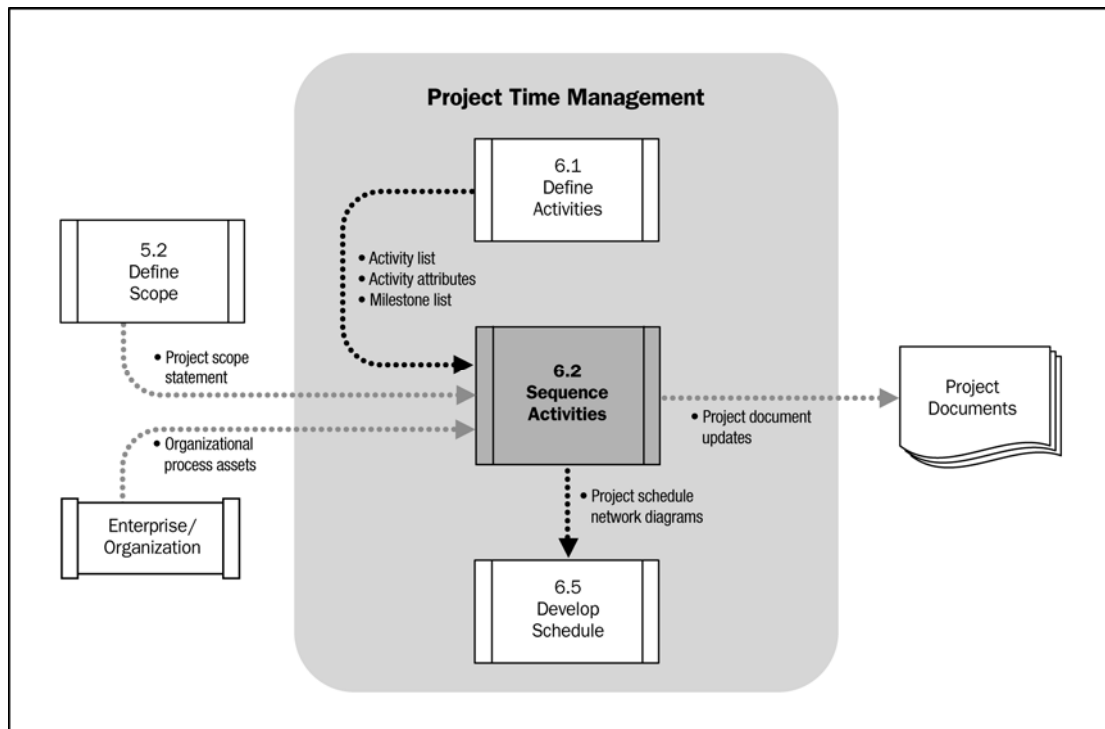 Project Time Management
6.1
Define
Activities
5.2
Define
Scope
• Activity list
• Activity attributes
• Milestone list
• Project scope
statement
6.2
Sequence
Activities
Project
Documents
• Project document
updates
• Organizational
process assets
Enterprise/
Organization
• Project schedule
network diagrams
6.5
Develop
Schedule